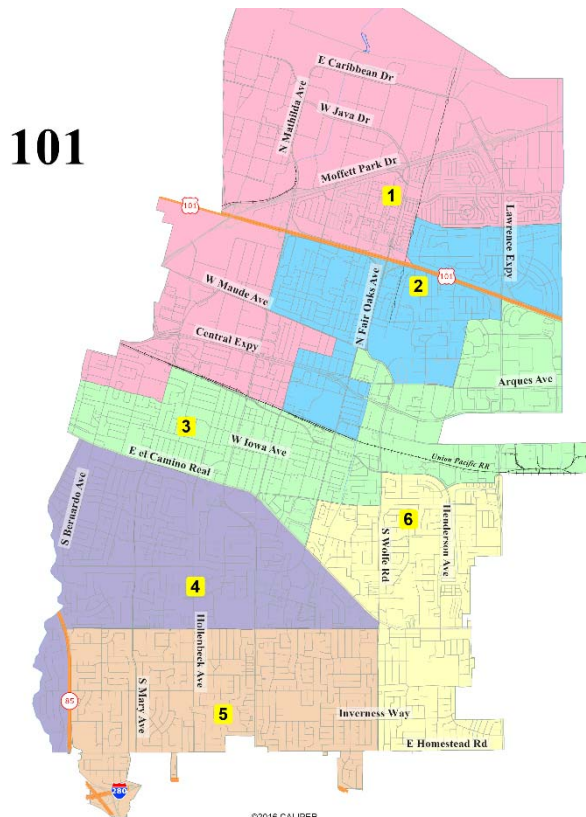 E Caribbean Dr
101
N Mathilda Ave
W Java Dr
Moffett Park Dr
1
101
Lawrence Expy
101
2
W Maude Ave
N Fair Oaks Ave
Central Expy
Arques Ave
3
W Iowa Ave
Union Pacific RR
E el Camino Real
S Bernardo Ave
6
Henderson Ave
S Wolfe Rd
4
Hollenbeck Ave
S Mary Ave
85
5
Inverness Way
E Homestead Rd
280
©2016 CALIPER